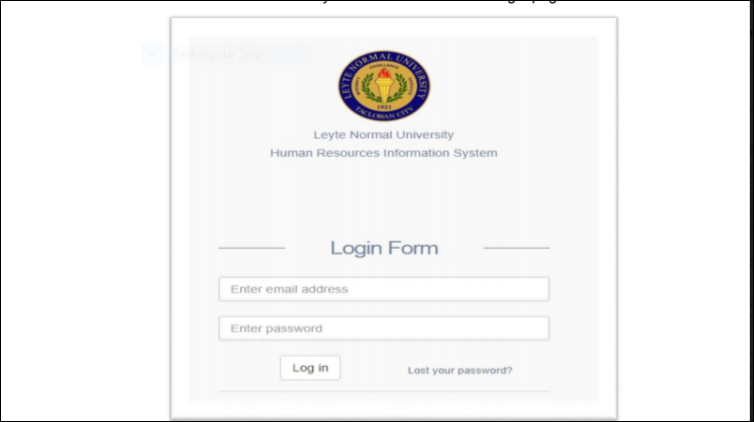 LEYTE NORMAL UNIVERSITY
EXCELLENCE
1921
TACLOBAN CITY
Leyte Normal University
Human Resources Information System
Login Form
Enter email address
Enter password
Log in
Lost your password?